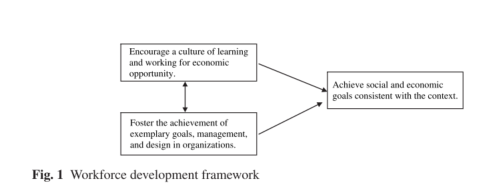 Encourage a culture of learning
and working for economic
opportunity.
Achieve social and economic
goals consistent with the context.
Foster the achievement of
exemplary goals, management,
and design in organizations.
Fig. 1 Workforce development framework